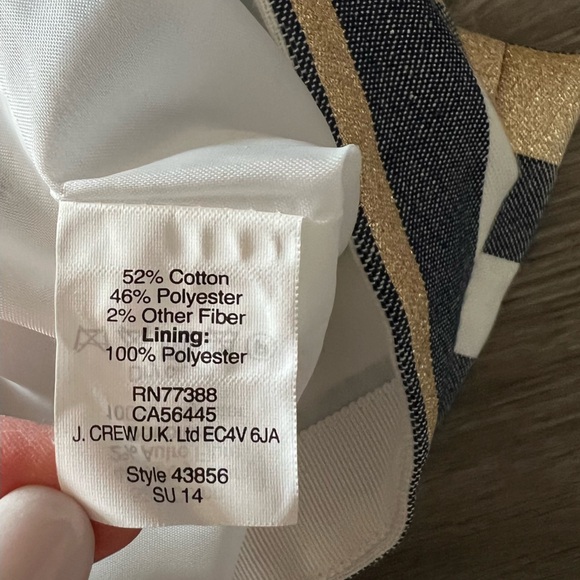 52% Cotton
46% Polyester
2% Other Fiber
Lining:
100% Polyester
RN77388
CA56445
J. CREW U.K. Ltd EC4V 6JA
Style 43856
SU 14